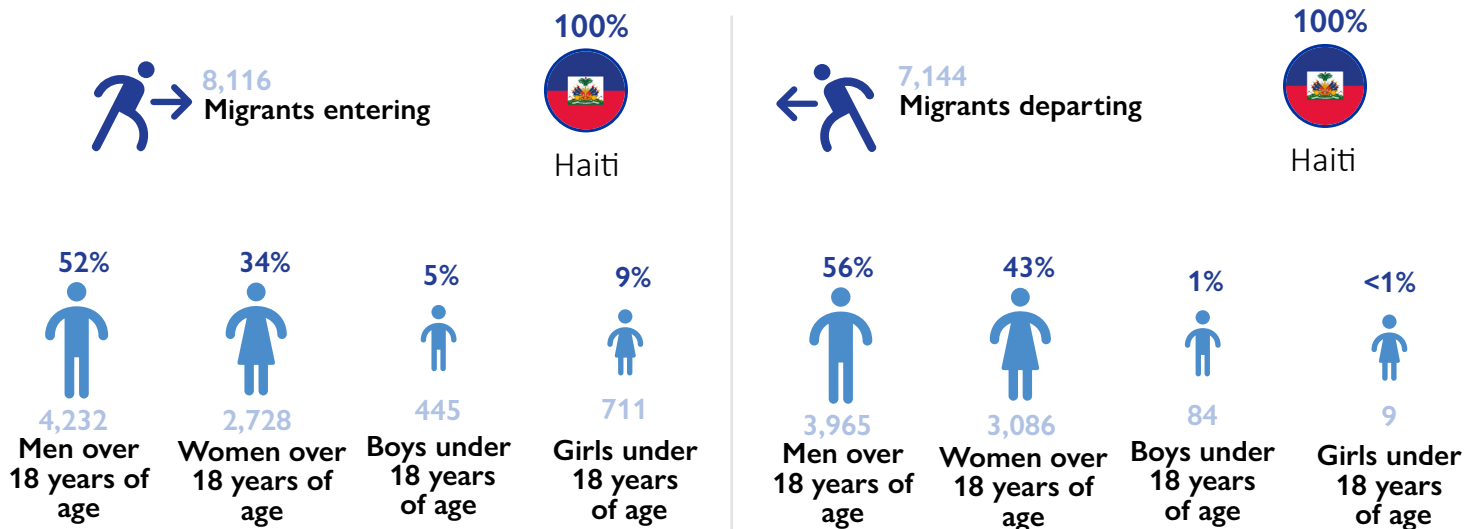 100%
8,116
Migrants entering
Haiti
52%
4,232
Men over
18 years of
age
34%
2,728
Women over
18 years of
age
5%
445
Boys under
18 years
of age
9%
711
Girls under
18 years
of age
100%
7,144
Migrants departing
Haiti
56%
3,965
Men over
18 years of
age
43%
3,086
Women over
18 years of
age
1%
84
Boys under
18 years
of age
<1%
9
Girls under
18 years
of age